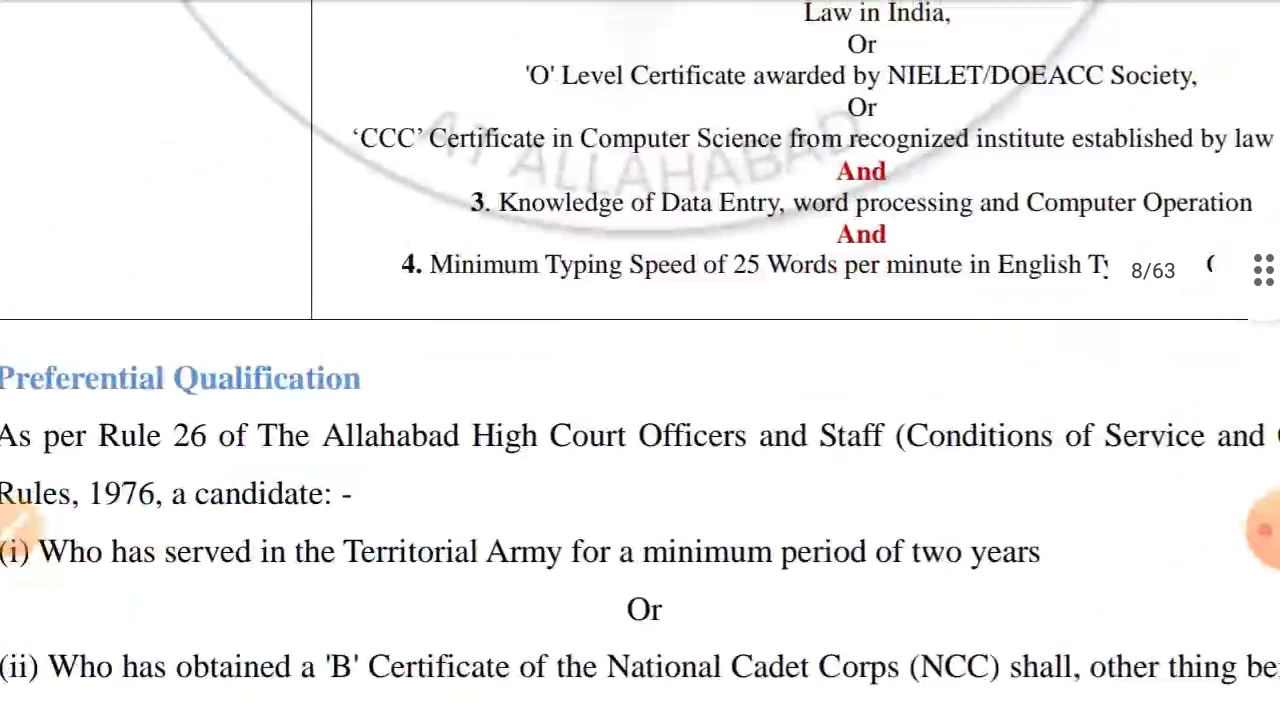 Law in India,
Or
'O' Level Certificate awarded by NIELET/DOEACC Society,
Or
‘CCC’ Certificate in Computer Science from recognized institute established by law
AT ALLAHABAD
And
3. Knowledge of Data Entry, word processing and Computer Operation
And
4. Minimum Typing Speed of 25 Words per minute in English
8/63
Preferential Qualification
As per Rule 26 of The Allahabad High Court Officers and Staff (Conditions of Service and
Rules, 1976, a candidate: -
(i) Who has served in the Territorial Army for a minimum period of two years
Or
(ii) Who has obtained a 'B' Certificate of the National Cadet Corps (NCC) shall, other thing